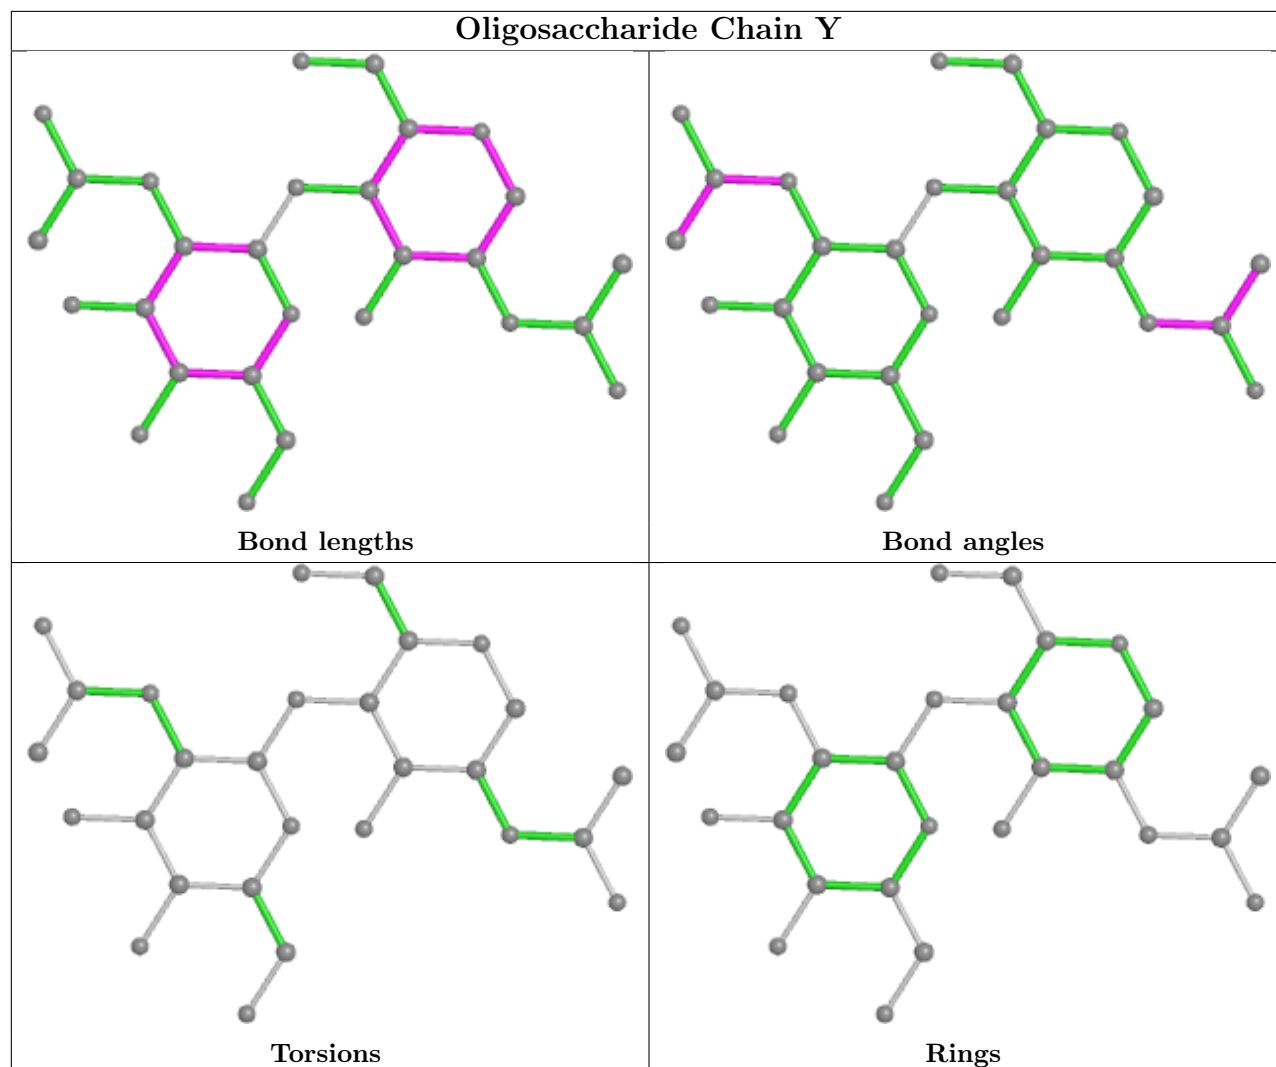 Oligosaccharide Chain Y
Bond lengths
Bond angles
Torsions
Rings